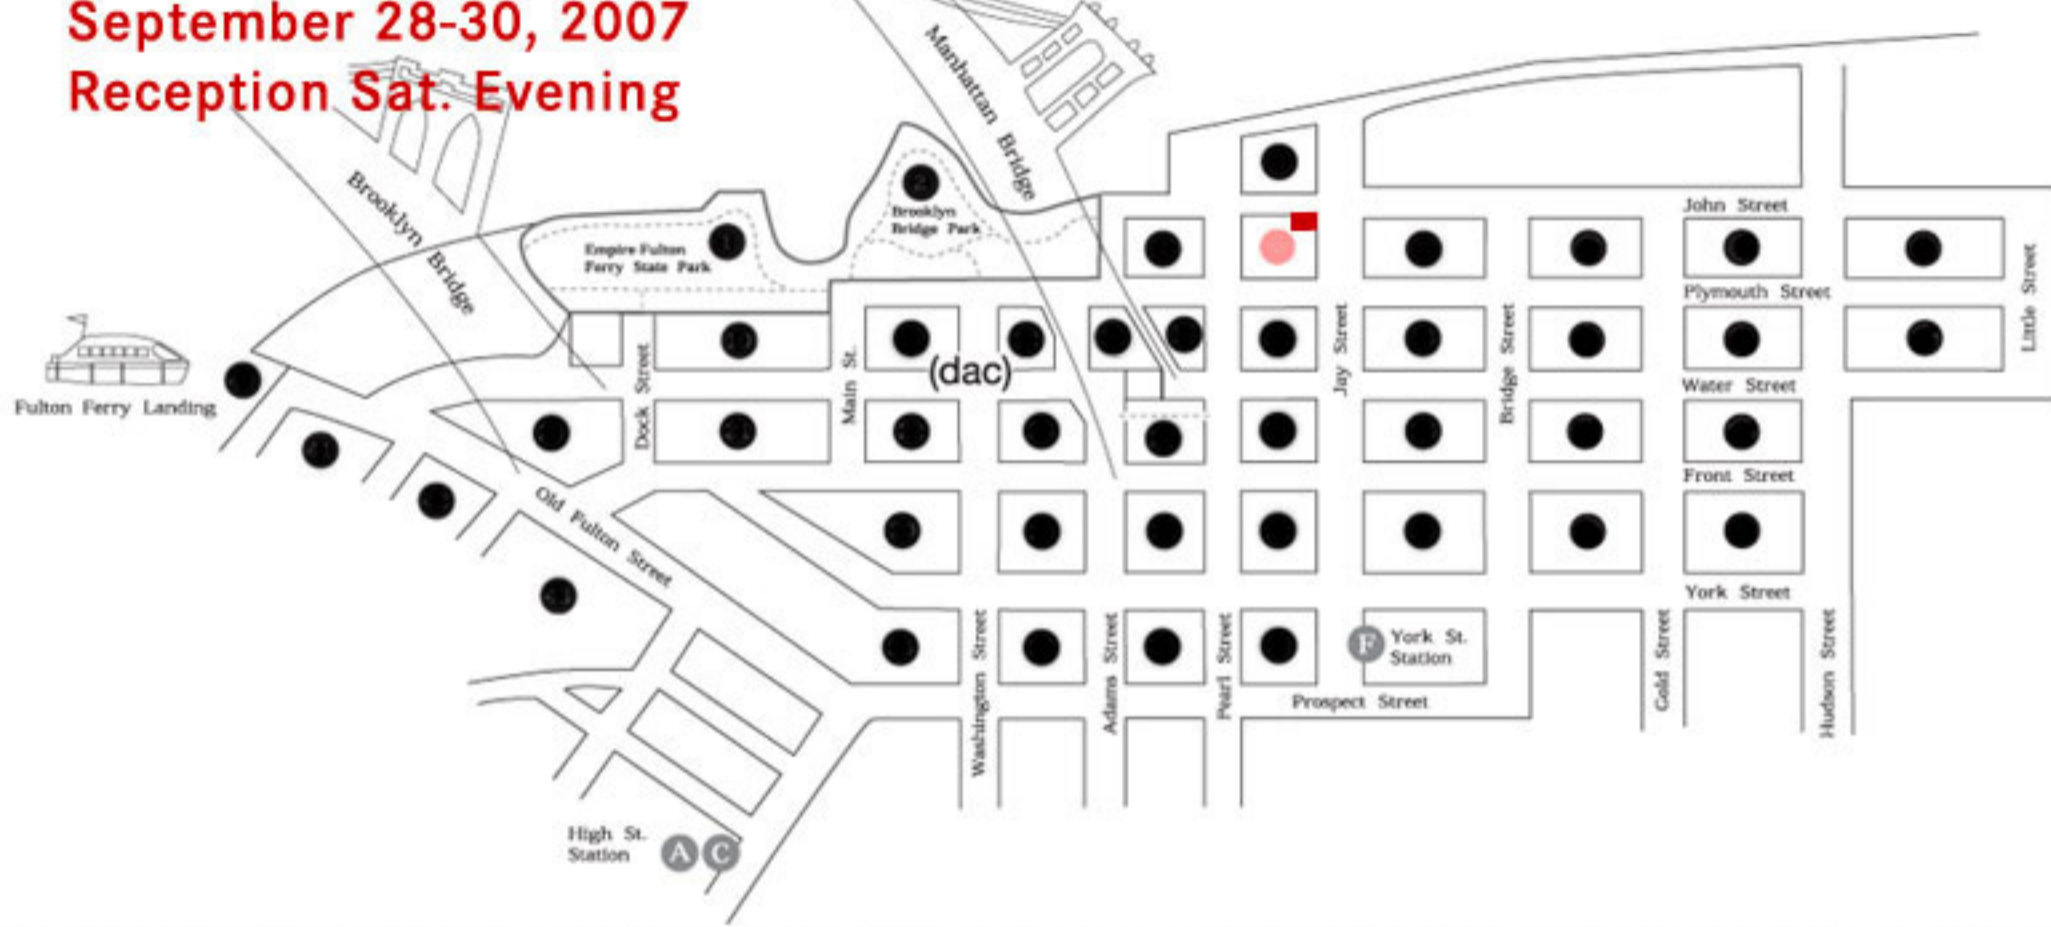 September 28-30, 2007
Reception Sat. Evening
Manhattan Bridge
Brooklyn Bridge
2
Brooklyn
Bridge Park
1
Empire-Fulton
Ferry State Park
John Street
Plymouth Street
Little Street
Fulton Ferry Landing
Dock Street
Main St.
(dac)
Jay Street
Bridge Street
Water Street
Front Street
Old Fulton Street
York Street
Washington Street
Adams Street
Pearl Street
F
York St.
Station
Prospect Street
Gold Street
Hudson Street
High St.
Station
A C